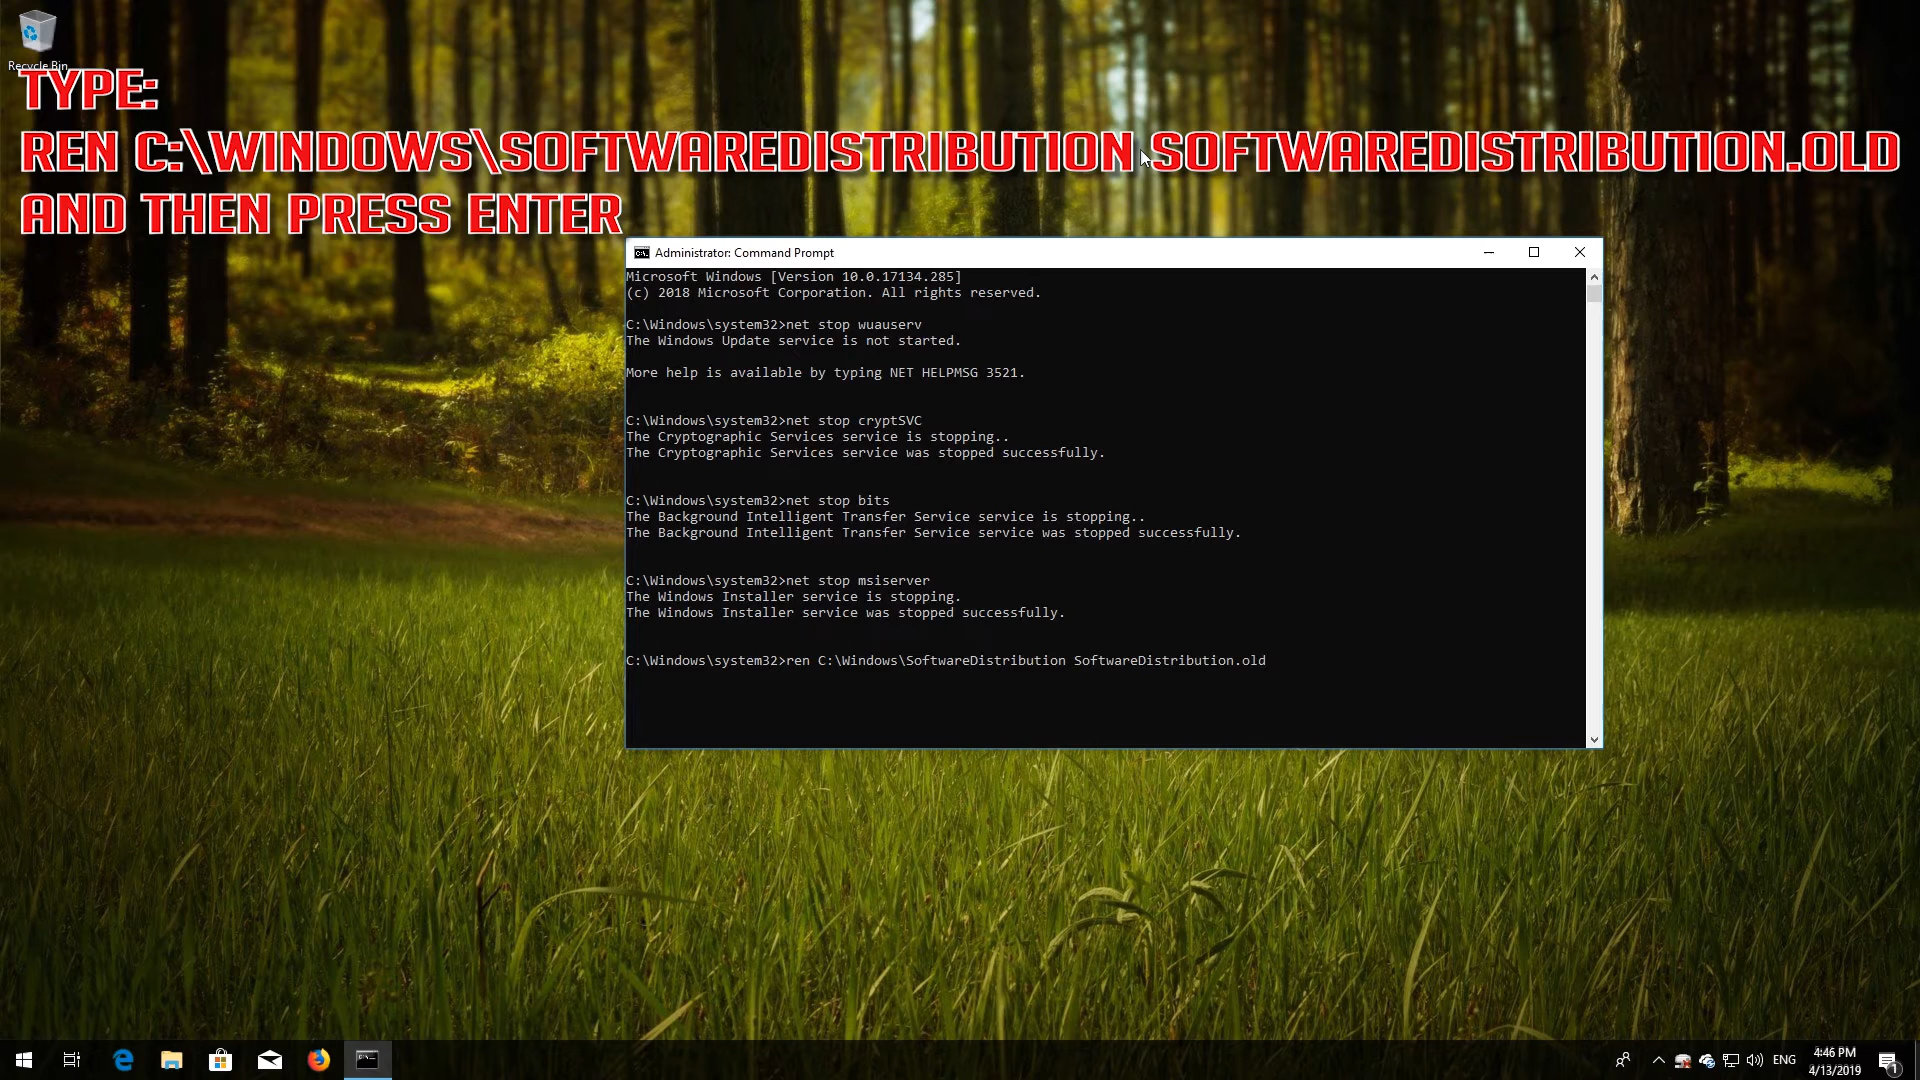 Recycle Bin
TYPE:
REN C:\WINDOWS\SOFTWAREDISTRIBUTION SOFTWAREDISTRIBUTION.OLD
AND THEN PRESS ENTER
Administrator: Command Prompt
Microsoft Windows [Version 10.0.17134.285]
(c) 2018 Microsoft Corporation. All rights reserved.
C:\Windows\system32>net stop wuauserv
The Windows Update service is not started.
More help is available by typing NET HELPMSG 3521.
C:\Windows\system32>net stop cryptSVC
The Cryptographic Services service is stopping..
The Cryptographic Services service was stopped successfully.
C:\Windows\system32>net stop bits
The Background Intelligent Transfer Service service is stopping..
The Background Intelligent Transfer Service service was stopped successfully.
C:\Windows\system32>net stop msiserver
The Windows Installer service is stopping.
The Windows Installer service was stopped successfully.
C:\Windows\system32>ren C:\Windows\SoftwareDistribution SoftwareDistribution.old
ENG
4:46 PM
4/13/2019
1